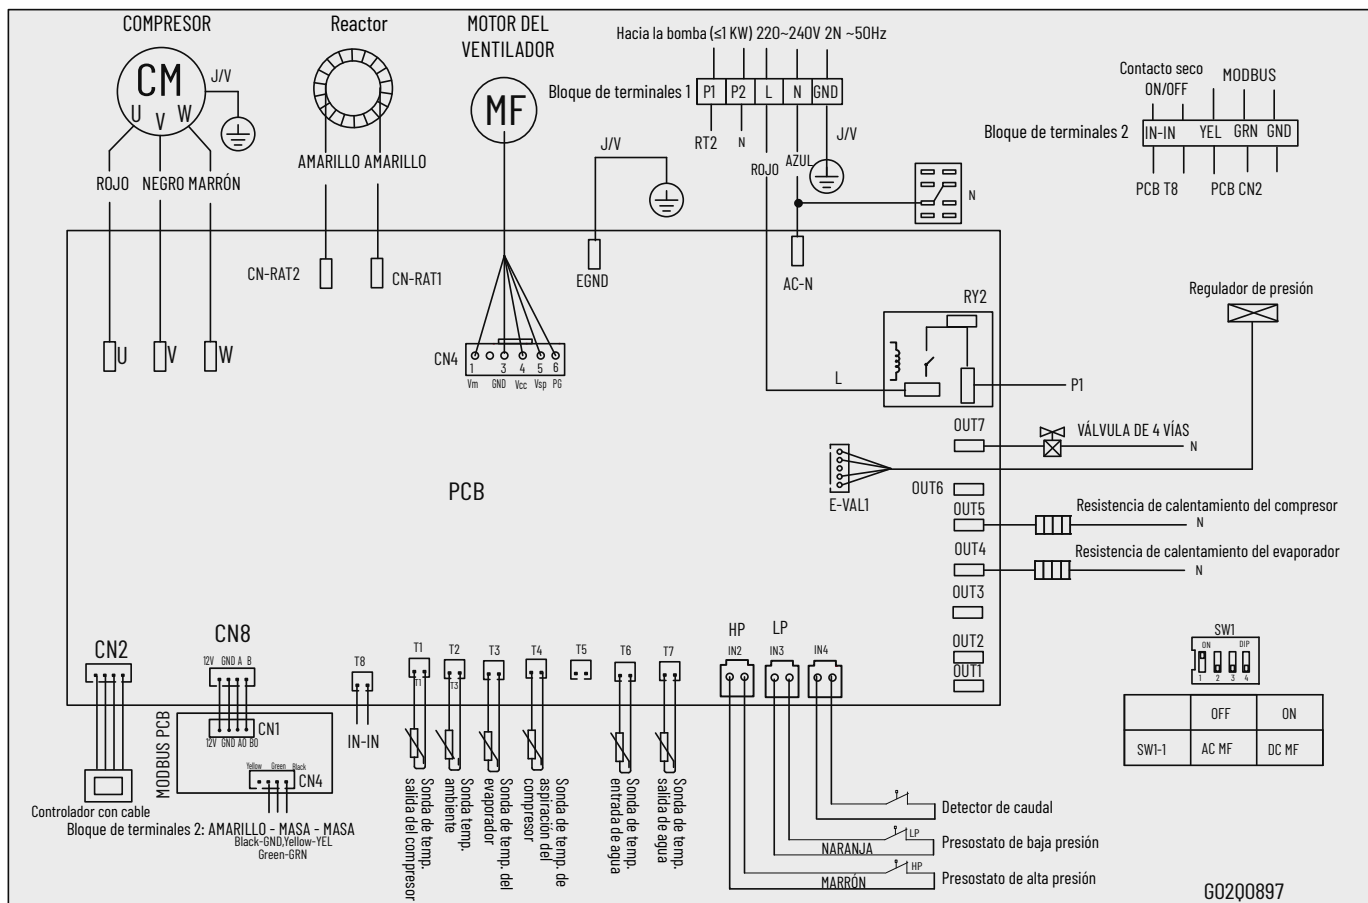 COMPRESOR
Reactor
MOTOR DEL
VENTILADOR
Hacia la bomba (≤1 KW) 220~240V 2N ~50Hz
Bloque de terminales 1
P1 P2 L N GND
RT2
N
ROJO
AZUL
J/V
Contacto seco
ON/OFF
MODBUS
Bloque de terminales 2
IN-IN YEL GRN GND
PCB T8
PCB CN2
CM
U V W
J/V
MF
AMARILLO AMARILLO
ROJO NEGRO MARRÓN
J/V
N
CN-RAT2
CN-RAT1
EGND
AC-N
RY2
Regulador de presión
U V W
CN4
1 3 4 5 6
Vm GND Vcc Vsp PG
L
P1
OUT7
VÁLVULA DE 4 VÍAS
N
PCB
E-VAL1
OUT6
OUT5
Resistencia de calentamiento del compresor
N
OUT4
Resistencia de calentamiento del evaporador
N
OUT3
OUT2
OUT1
SW1
ON DIP
1 2 3 4
OFF ON
SW1-1 AC MF DC MF
CN2
CN8
12V GND A B
T8
T1 T2 T3 T4 T5 T6 T7
T1
T3
HP LP
IN2 IN3 IN4
MODBUS PCB
CN1
12V GND A0 B0
Yellow Green Black
CN4
IN-IN
Controlador con cable
Bloque de terminales 2: AMARILLO - MASA - MASA
Black-GND,Yellow-YEL
Green-GRN
Sonda de temp.
salida del compresor
Sonda temp.
ambiente
Sonda de temp. del
evaporador
Sonda de temp. de
aspiración del
compresor
Sonda de temp.
entrada de agua
Sonda de temp.
salida de agua
Detector de caudal
LP
NARANJA
Presostato de baja presión
HP
MARRÓN
Presostato de alta presión
G02Q0897